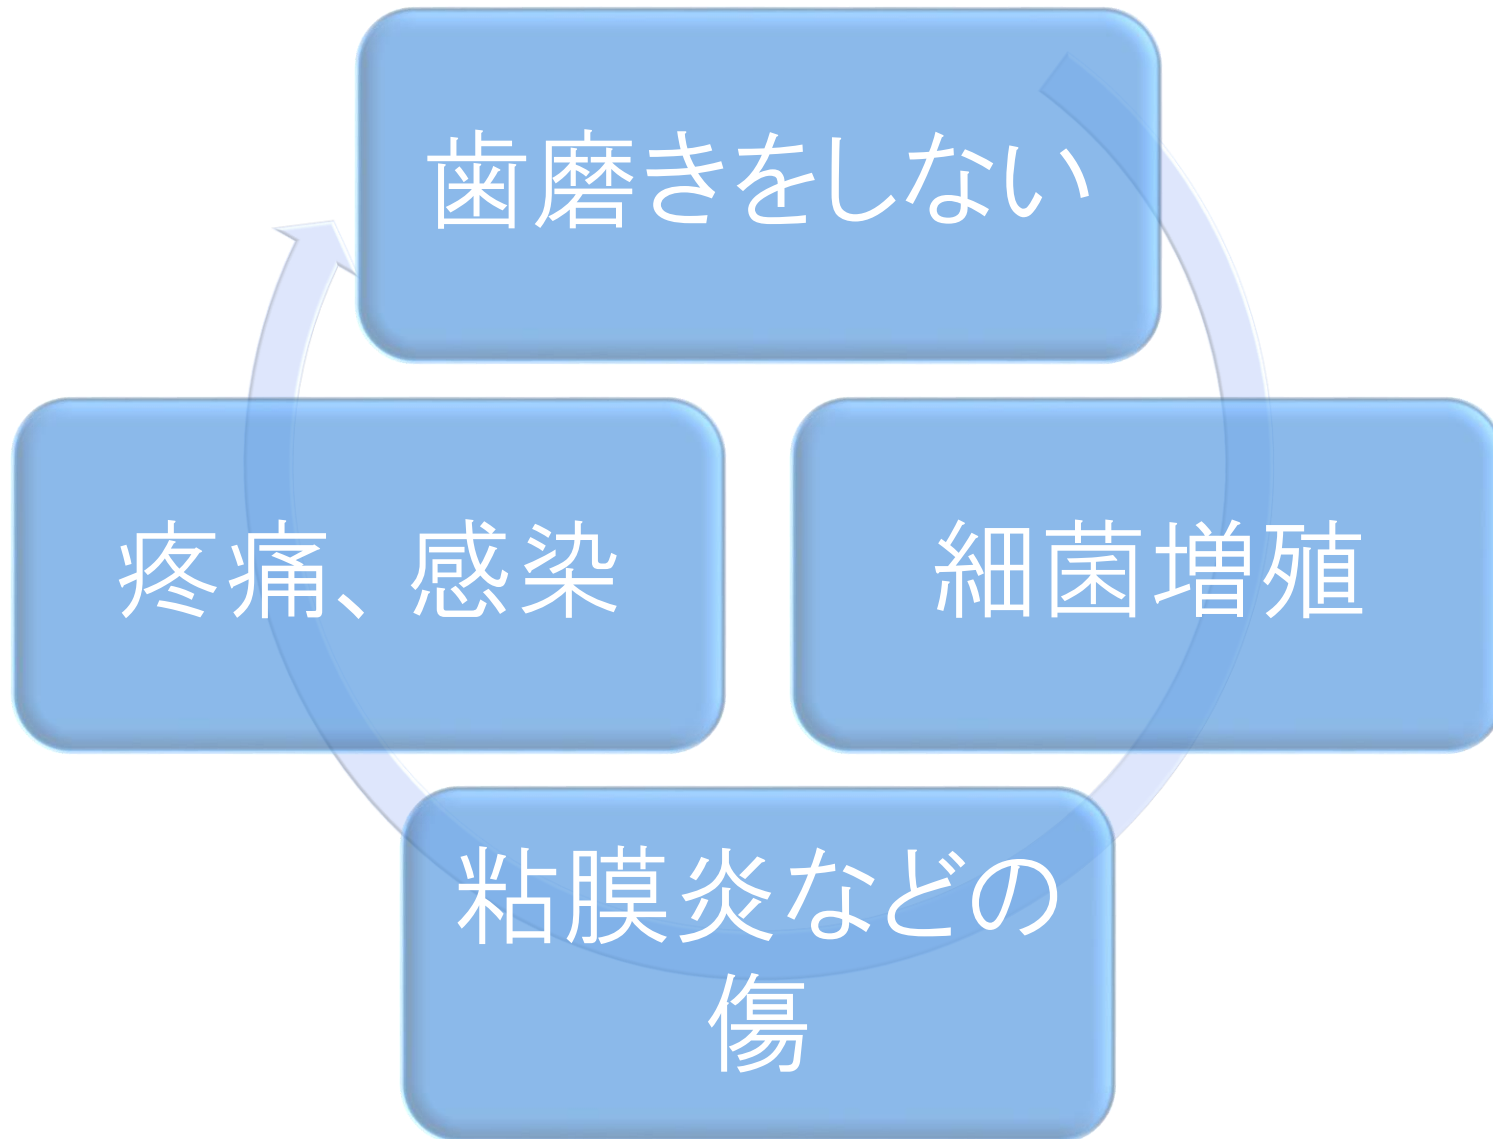 歯磨きをしない
疼痛、感染
細菌増殖
粘膜炎などの
傷